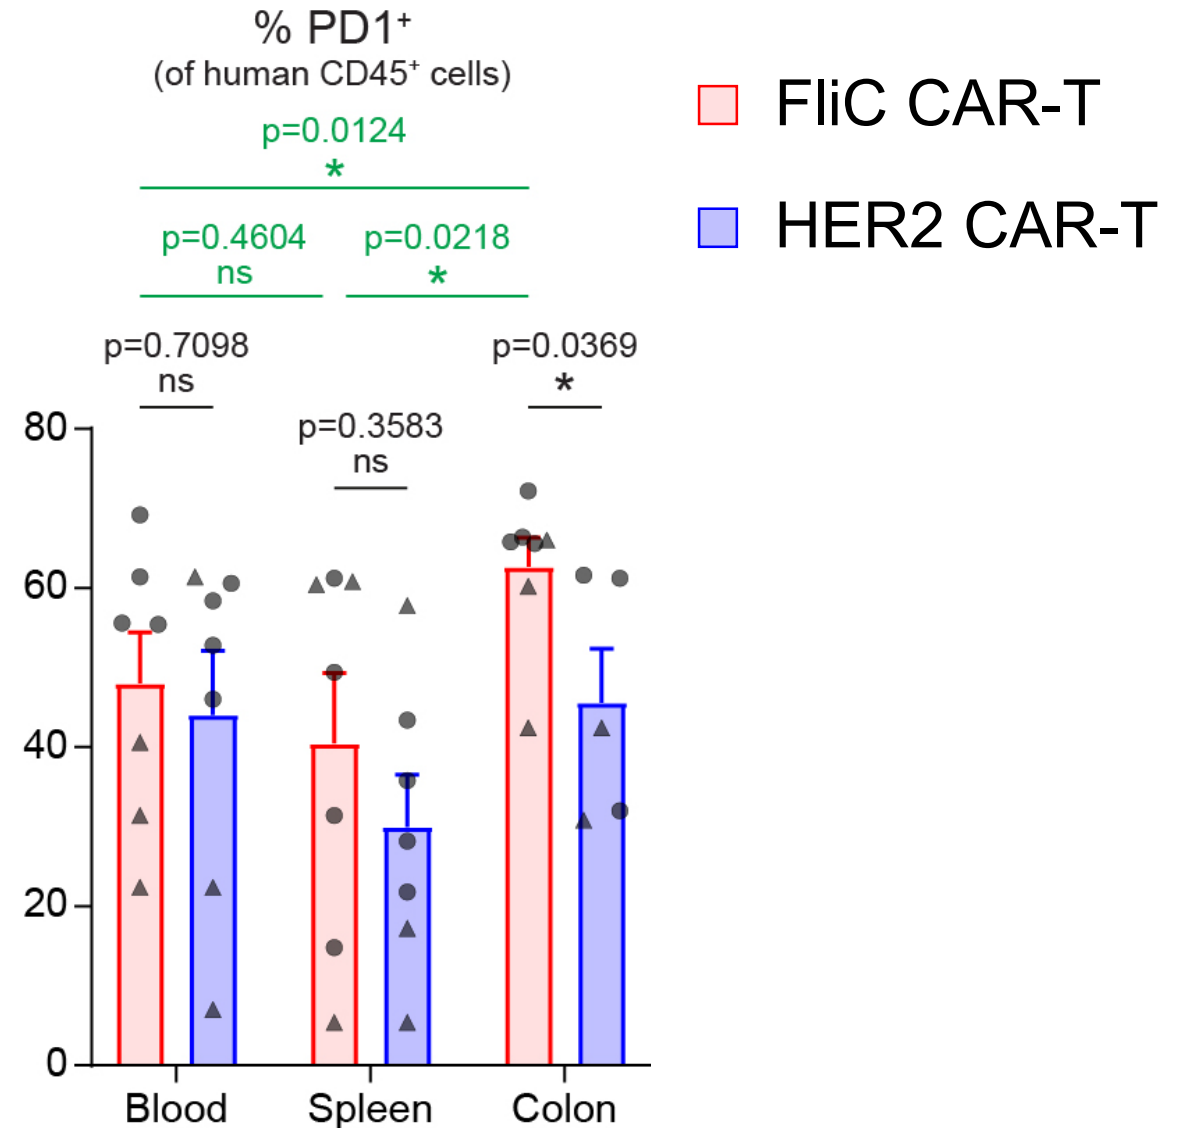 % PD1⁺
(of human CD45⁺ cells)
p=0.0124
*
p=0.4604
ns
p=0.0218
*
p=0.7098
ns
p=0.3583
ns
p=0.0369
*
80
60
40
20
0
Blood Spleen Colon
FliC CAR-T
HER2 CAR-T